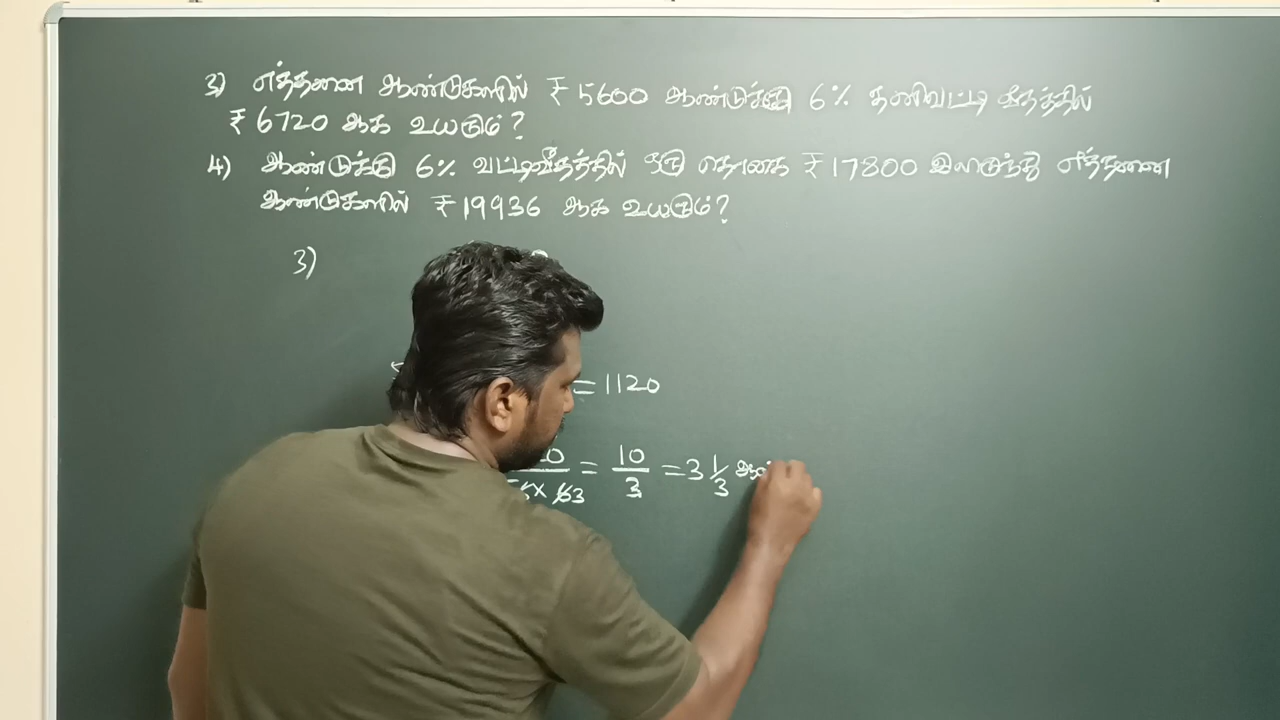 3) எத்தனை ஆண்டுகளில் ₹ 5600 ஆண்டுக்கு 6% தனிவட்டி வீதத்தில்
₹ 6720 ஆக உயரும்?
4) ஆண்டுக்கு 6% வட்டிவீதத்தில் ஒரு தொகை ₹ 17800 இலிருந்து எத்தனை
ஆண்டுகளில் ₹ 19936 ஆக உயரும்?
3)
= 1120
= 10/3 = 3 1/3